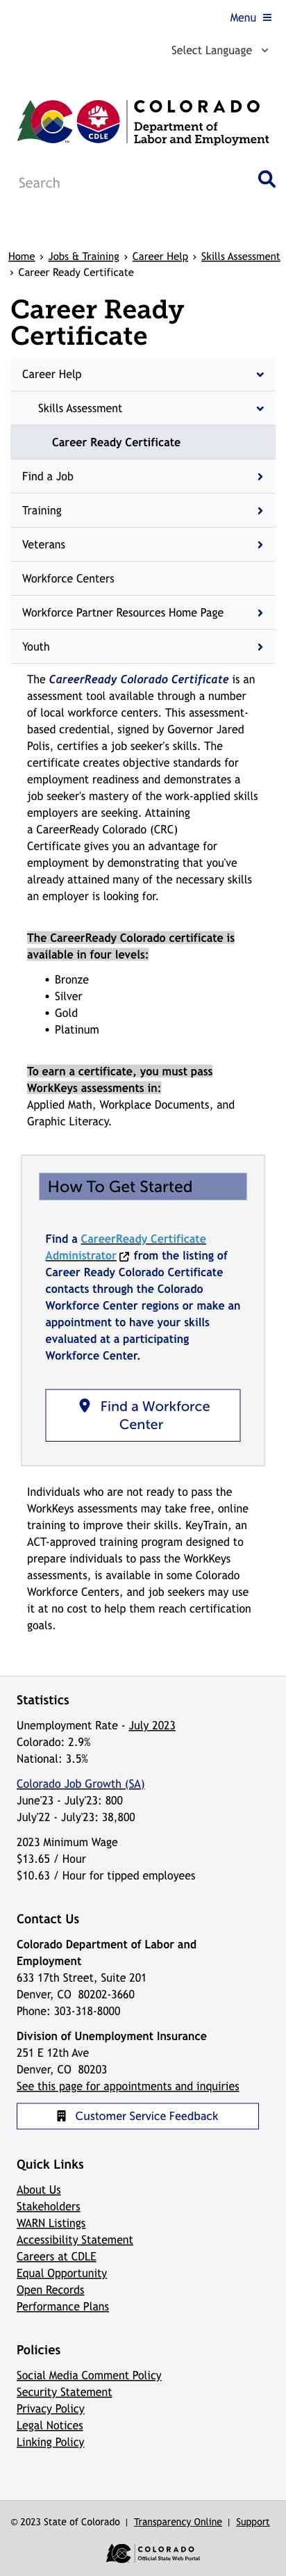 Menu
Select Language
COLORADO
Department of
Labor and Employment
CDLE
Search
Home › Jobs & Training › Career Help › Skills Assessment
› Career Ready Certificate
Career Ready
Certificate
Career Help
Skills Assessment
Career Ready Certificate
Find a Job
Training
Veterans
Workforce Centers
Workforce Partner Resources Home Page
Youth
The CareerReady Colorado Certificate is an
assessment tool available through a number
of local workforce centers. This assessment-
based credential, signed by Governor Jared
Polis, certifies a job seeker's skills. The
certificate creates objective standards for
employment readiness and demonstrates a
job seeker's mastery of the work-applied skills
employers are seeking. Attaining
a CareerReady Colorado (CRC)
Certificate gives you an advantage for
employment by demonstrating that you've
already attained many of the necessary skills
an employer is looking for.
The CareerReady Colorado certificate is
available in four levels:
• Bronze
• Silver
• Gold
• Platinum
To earn a certificate, you must pass
WorkKeys assessments in:
Applied Math, Workplace Documents, and
Graphic Literacy.
How To Get Started
Find a CareerReady Certificate
Administrator from the listing of
Career Ready Colorado Certificate
contacts through the Colorado
Workforce Center regions or make an
appointment to have your skills
evaluated at a participating
Workforce Center.
Find a Workforce
Center
Individuals who are not ready to pass the
WorkKeys assessments may take free, online
training to improve their skills. KeyTrain, an
ACT-approved training program designed to
prepare individuals to pass the WorkKeys
assessments, is available in some Colorado
Workforce Centers, and job seekers may use
it at no cost to help them reach certification
goals.
Statistics
Unemployment Rate - July 2023
Colorado: 2.9%
National: 3.5%
Colorado Job Growth (SA)
June'23 - July'23: 800
July'22 - July'23: 38,800
2023 Minimum Wage
$13.65 / Hour
$10.63 / Hour for tipped employees
Contact Us
Colorado Department of Labor and
Employment
633 17th Street, Suite 201
Denver, CO 80202-3660
Phone: 303-318-8000
Division of Unemployment Insurance
251 E 12th Ave
Denver, CO 80203
See this page for appointments and inquiries
Customer Service Feedback
Quick Links
About Us
Stakeholders
WARN Listings
Accessibility Statement
Careers at CDLE
Equal Opportunity
Open Records
Performance Plans
Policies
Social Media Comment Policy
Security Statement
Privacy Policy
Legal Notices
Linking Policy
© 2023 State of Colorado | Transparency Online | Support
COLORADO
Official State Web Portal